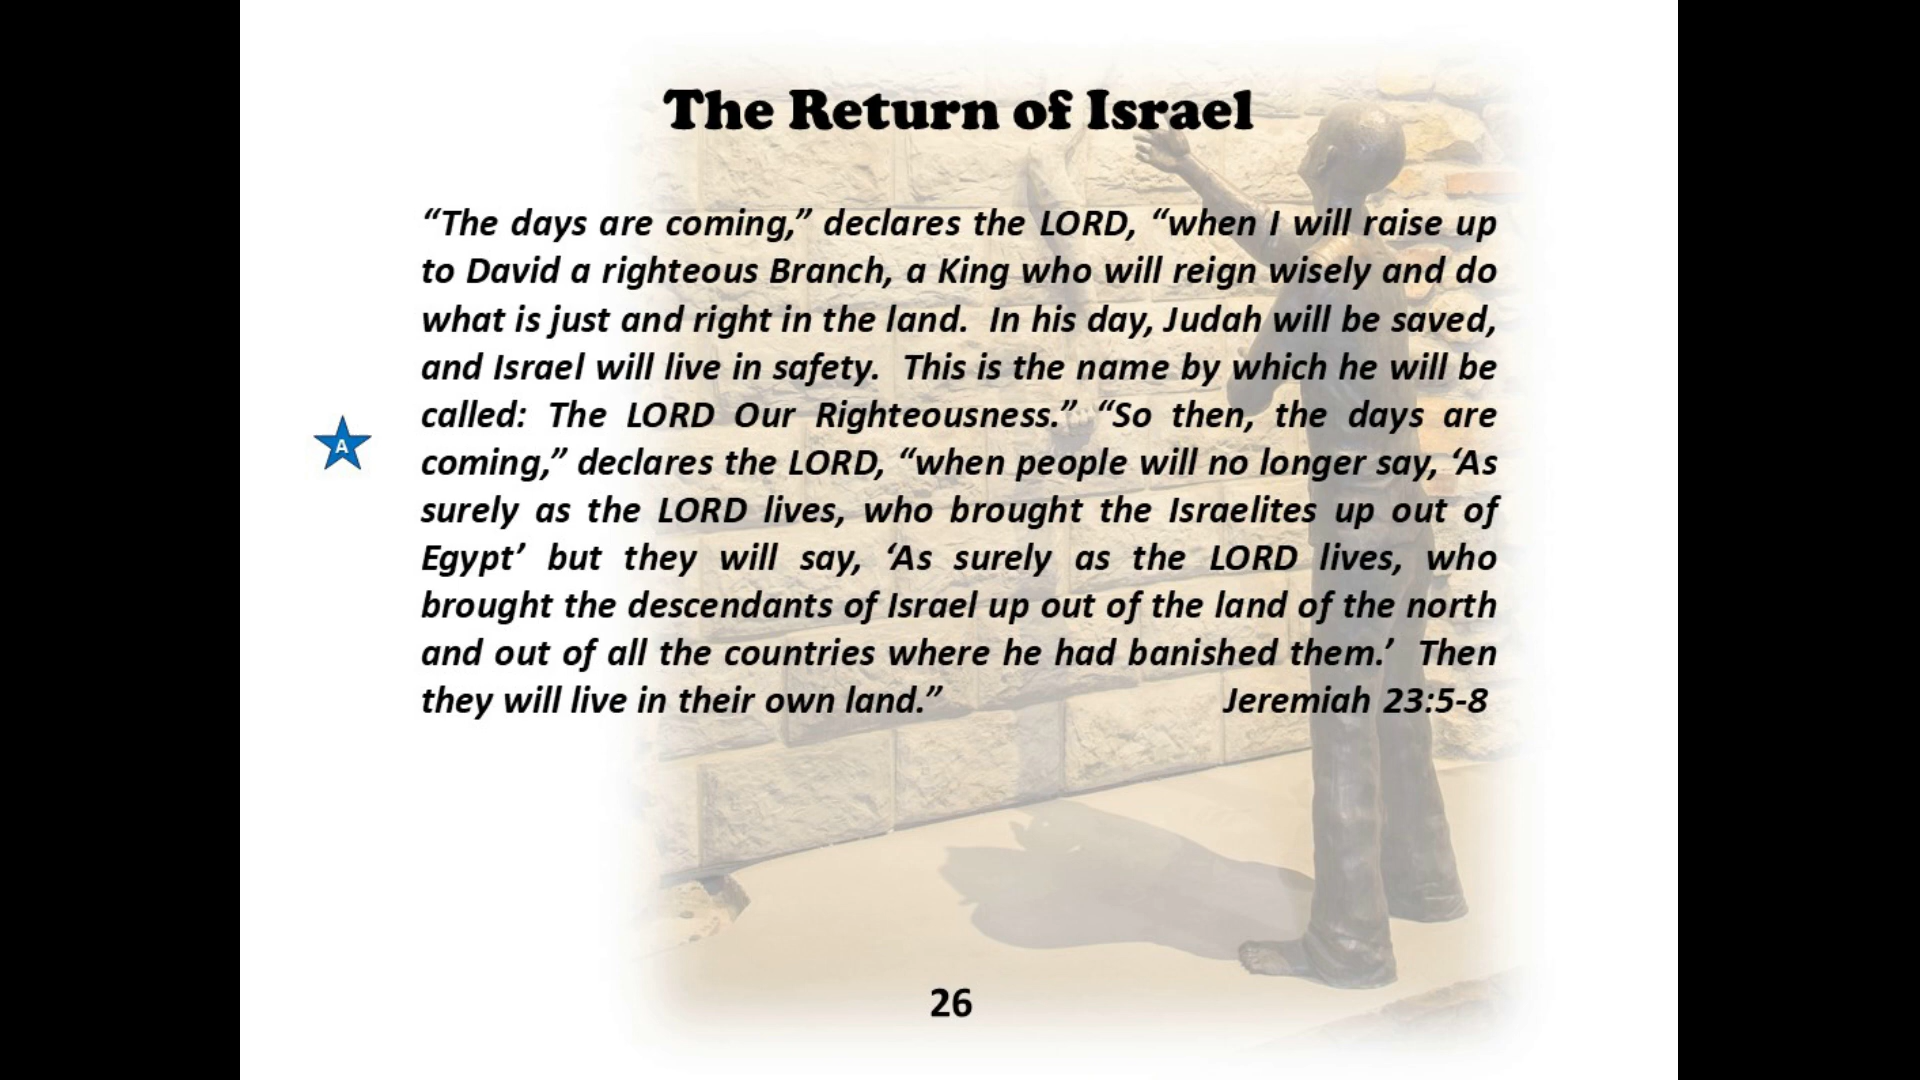 The Return of Israel
“The days are coming,” declares the LORD, “when I will raise up
to David a righteous Branch, a King who will reign wisely and do
what is just and right in the land.  In his day, Judah will be saved,
and Israel will live in safety.  This is the name by which he will be
called: The LORD Our Righteousness.” “So then, the days are
A
coming,” declares the LORD, “when people will no longer say, ‘As
surely as the LORD lives, who brought the Israelites up out of
Egypt’ but they will say, ‘As surely as the LORD lives, who
brought the descendants of Israel up out of the land of the north
and out of all the countries where he had banished them.’  Then
they will live in their own land.” Jeremiah 23:5-8
26